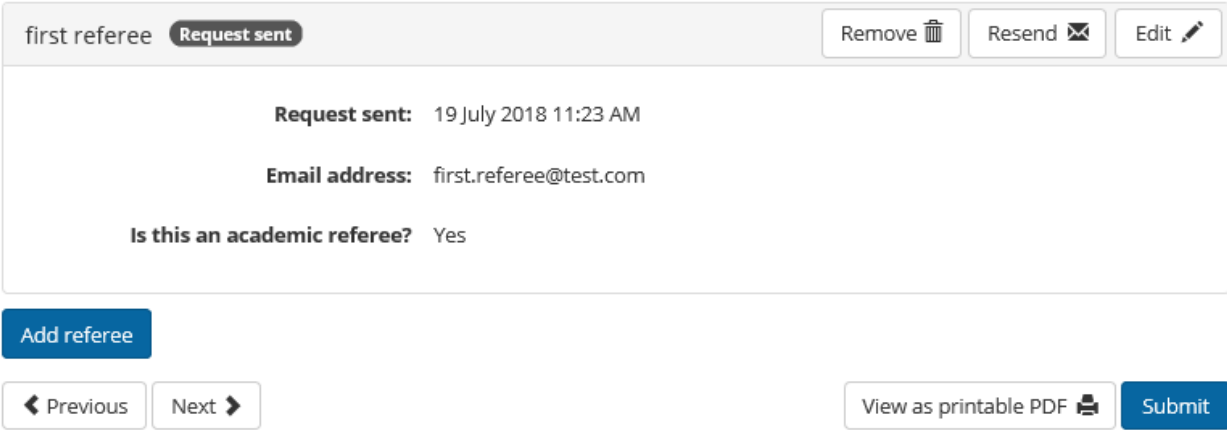 first referee Request sent Remove Resend Edit
Request sent: 19 July 2018 11:23 AM
Email address: first.referee@test.com
Is this an academic referee? Yes
Add referee
Previous Next View as printable PDF Submit